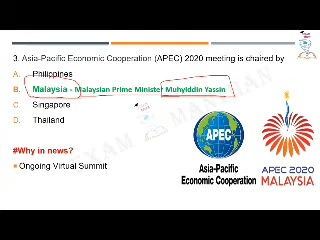 3. Asia-Pacific Economic Cooperation (APEC) 2020 meeting is chaired by
A. Philippines
B. Malaysia - Malaysian Prime Minister Muhyiddin Yassin
C. Singapore
D. Thailand
#Why in news?
Ongoing Virtual Summit
APEC
Asia-Pacific
Economic Cooperation
APEC 2020
MALAYSIA